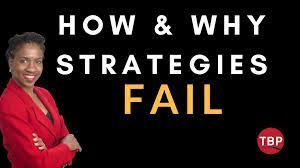 HOW & WHY
STRATEGIES
FAIL
TBP